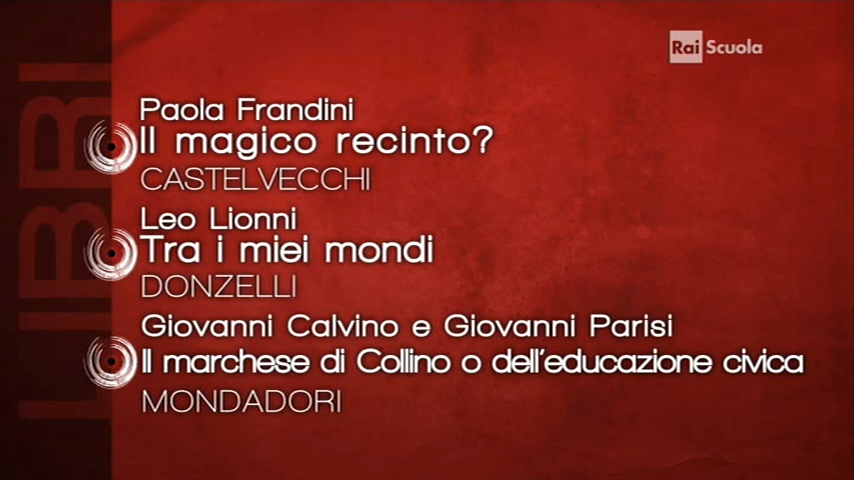 Rai Scuola
LIBRI
Paola Frandini
Il magico recinto?
CASTELVECCHI
Leo Lionni
Tra i miei mondi
DONZELLI
Giovanni Calvino e Giovanni Parisi
Il marchese di Collino o dell'educazione civica
MONDADORI